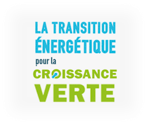 LA TRANSITION
ÉNERGÉTIQUE
pour la
CROISSANCE
VERTE